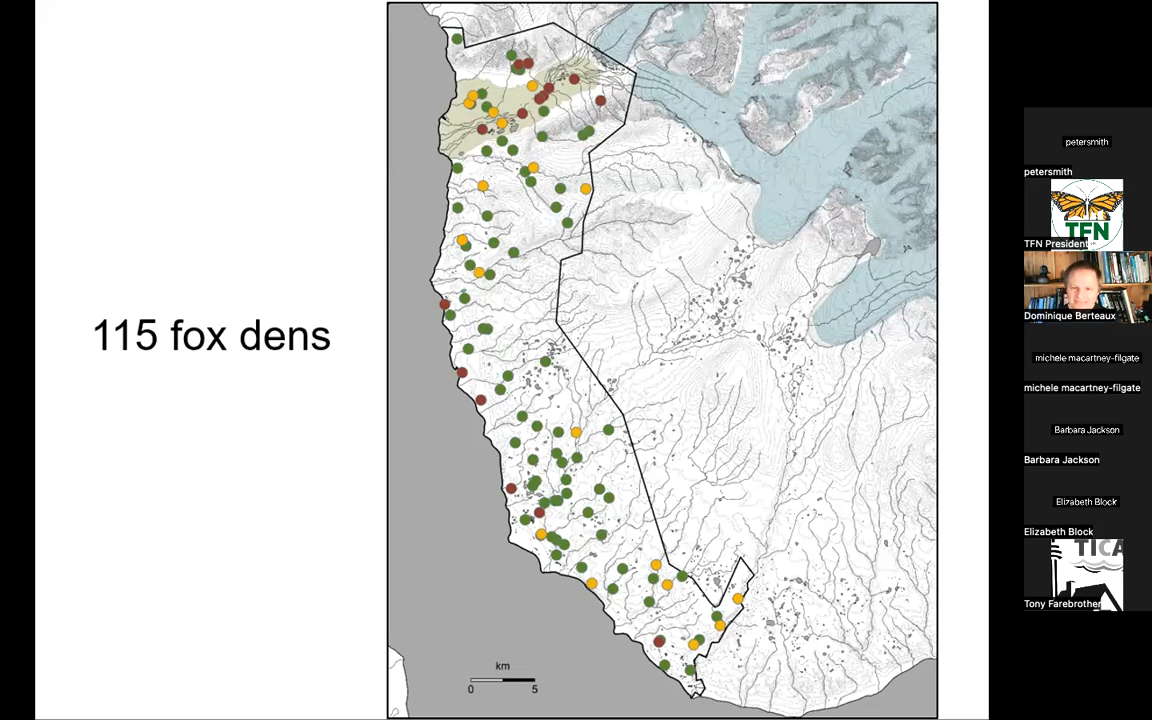 115 fox dens
km
0 5
petersmith
petersmith
TFN
TFN President
Dominique Berteaux
michele macartney-filgate
michele macartney-filgate
Barbara Jackson
Barbara Jackson
Elizabeth Block
Elizabeth Block
TICA
Tony Farebrother